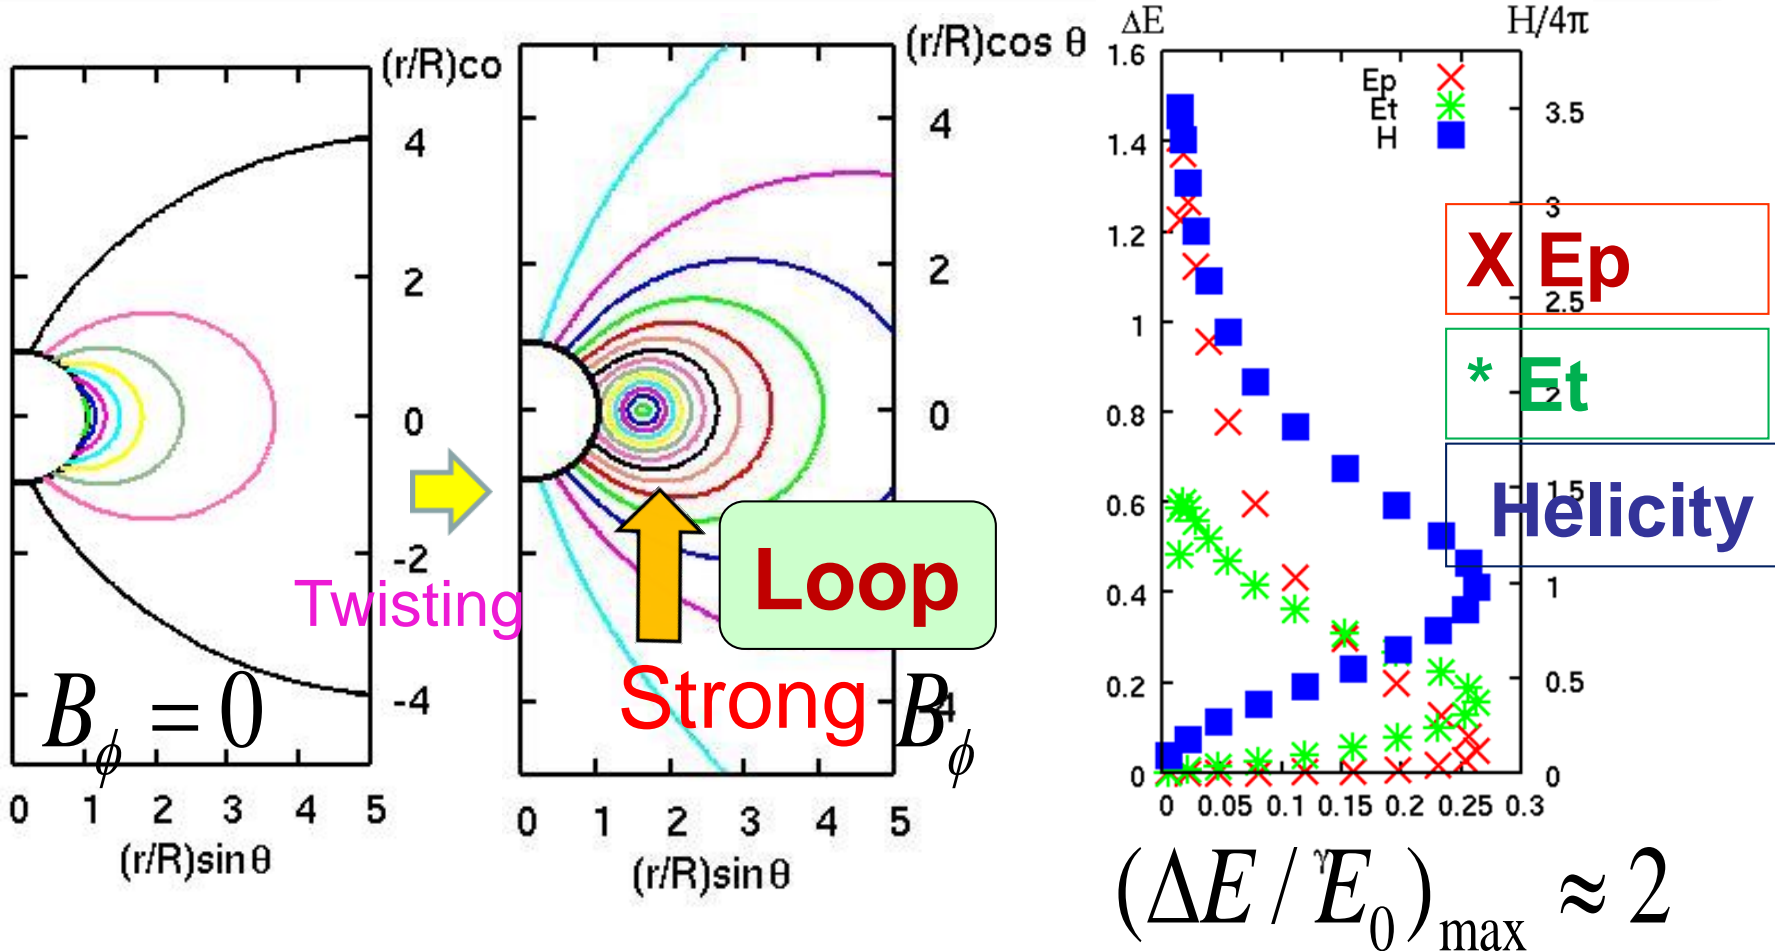 (r/R)co
4
2
0
-2
-4
0 1 2 3 4 5
(r/R)sinθ
B_ϕ = 0
Twisting
(r/R)cos θ
4
2
0
-4
0 1 2 3 4 5
(r/R)sinθ
Loop
Strong B_ϕ
ΔE
H/4π
1.6
1.4
1.2
1
0.8
0.6
0.4
0.2
0
3.5
3
2.5
2
1.5
1
0.5
0
Ep
Et
H
X Ep
* Et
Helicity
0 0.05 0.1 0.15 0.2 0.25 0.3
γ
(ΔE / E₀)max ≈ 2